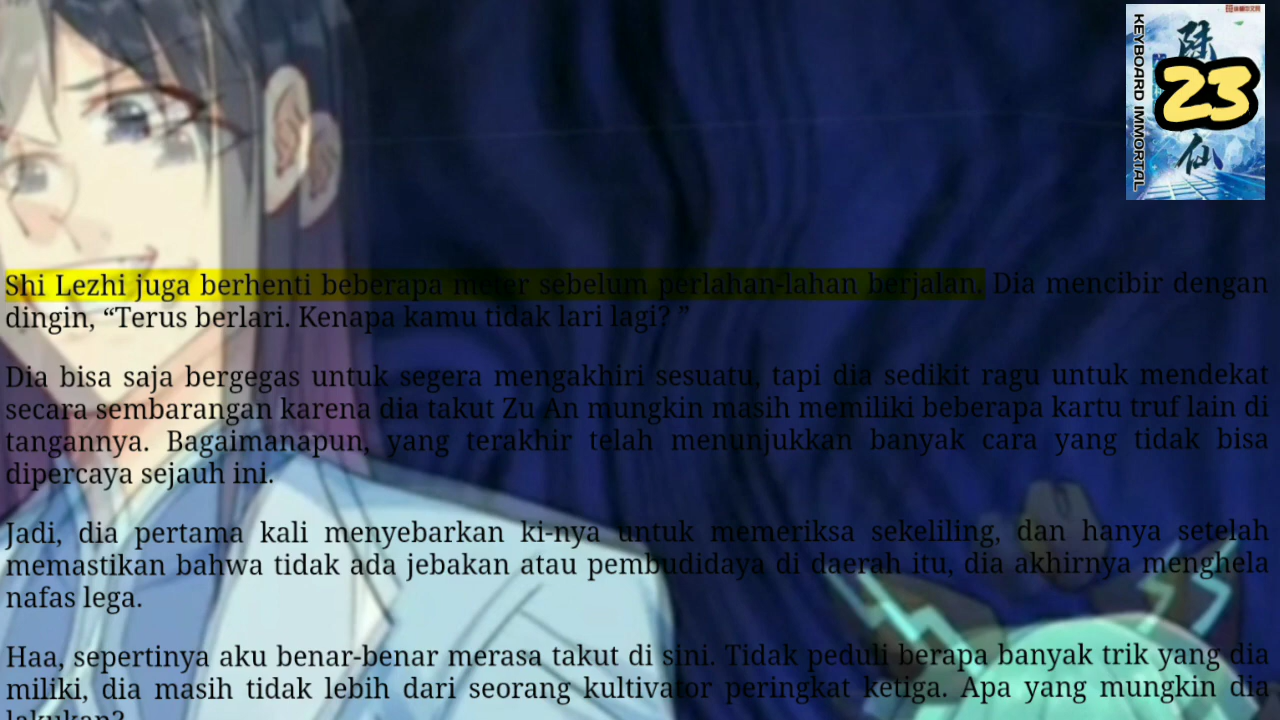 KEYBOARD IMMORTAL
陸
23
仙
Shi Lezhi juga berhenti beberapa meter sebelum perlahan-lahan berjalan. Dia mencibir dengan
dingin, “Terus berlari. Kenapa kamu tidak lari lagi? ”
Dia bisa saja bergegas untuk segera mengakhiri sesuatu, tapi dia sedikit ragu untuk mendekat
secara sembarangan karena dia takut Zu An mungkin masih memiliki beberapa kartu truf lain di
tangannya. Bagaimanapun, yang terakhir telah menunjukkan banyak cara yang tidak bisa
dipercaya sejauh ini.
Jadi, dia pertama kali menyebarkan ki-nya untuk memeriksa sekeliling, dan hanya setelah
memastikan bahwa tidak ada jebakan atau pembudidaya di daerah itu, dia akhirnya menghela
nafas lega.
Haa, sepertinya aku benar-benar merasa takut di sini. Tidak peduli berapa banyak trik yang dia
miliki, dia masih tidak lebih dari seorang kultivator peringkat ketiga. Apa yang mungkin dia
lakukan?